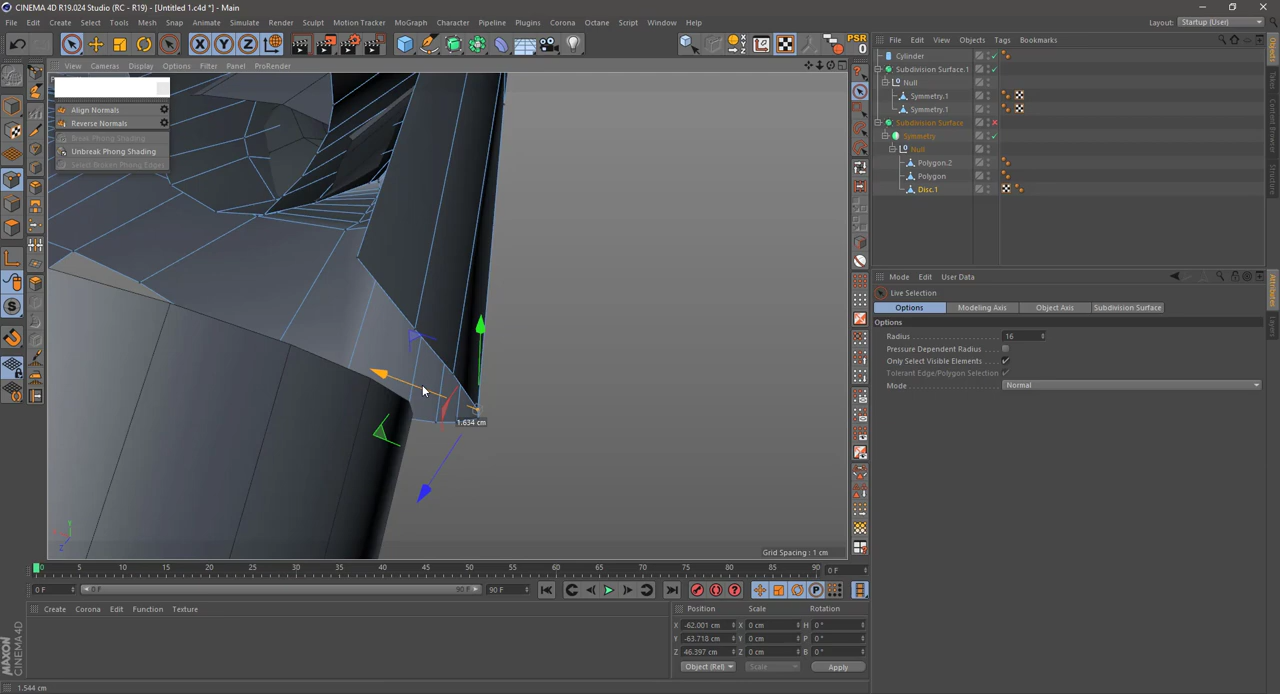 CINEMA 4D R19.024 Studio (RC - R19) - [Untitled 1.c4d *] - Main
File Edit Create Select Tools Mesh Snap Animate Simulate Render Sculpt Motion Tracker MoGraph Character Pipeline Plugins Corona Octane Script Window Help
Layout: Startup (User)
PSR
0
File Edit View Objects Tags Bookmarks
View Cameras Display Options Filter Panel ProRender
Align Normals
Reverse Normals
Break Phong Shading
Unbreak Phong Shading
Select Broken Phong Edges
Cylinder
Subdivision Surface.1
Null
Symmetry.1
Symmetry.1
Subdivision Surface
Symmetry
Null
Polygon.2
Polygon
Disc.1
Objects
Content Browser
Structure
Mode Edit User Data
Live Selection
Options Modeling Axis Object Axis Subdivision Surface
Options
Radius 16
Pressure Dependent Radius
Only Select Visible Elements
Tolerant Edge/Polygon Selection
Mode Normal
Attributes
Layers
1.634 cm
Y
Z
Grid Spacing : 1 cm
0 5 10 15 20 25 30 35 40 45 50 55 60 65 70 75 80 85 90 0 F
0 F 0 F 90 F 90 F
Create Corona Edit Function Texture
Position Scale Rotation
X -62.001 cm X 0 cm H 0 °
Y -63.718 cm Y 0 cm P 0 °
Z 46.397 cm Z 0 cm B 0 °
Object (Rel) Scale Apply
MAXON
CINEMA 4D
1.544 cm